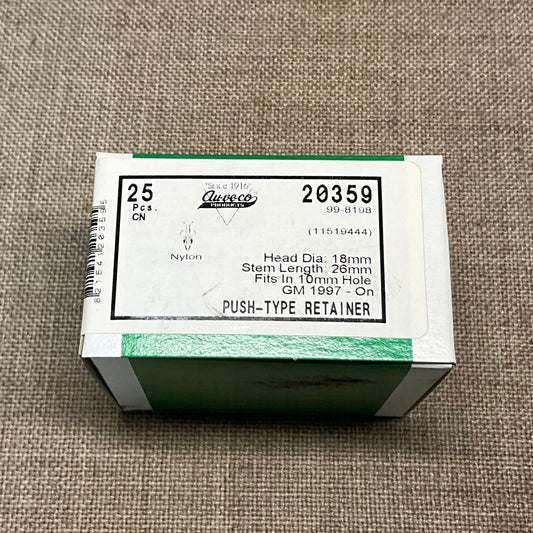 25
Pcs.
CN
"Since 1916"
Au-ve-co
PRODUCTS
20359
99-8198
(11519444)
Nylon
Head Dia: 18mm
Stem Length: 26mm
Fits In 10mm Hole
GM 1997 - On
PUSH-TYPE RETAINER